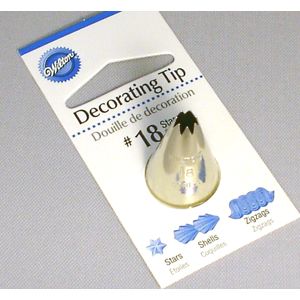 Wilton
Decorating Tip
Douille de décoration
# 18 Star
Stars
Étoiles
Shells
Coquilles
Zigzags
Zigzags